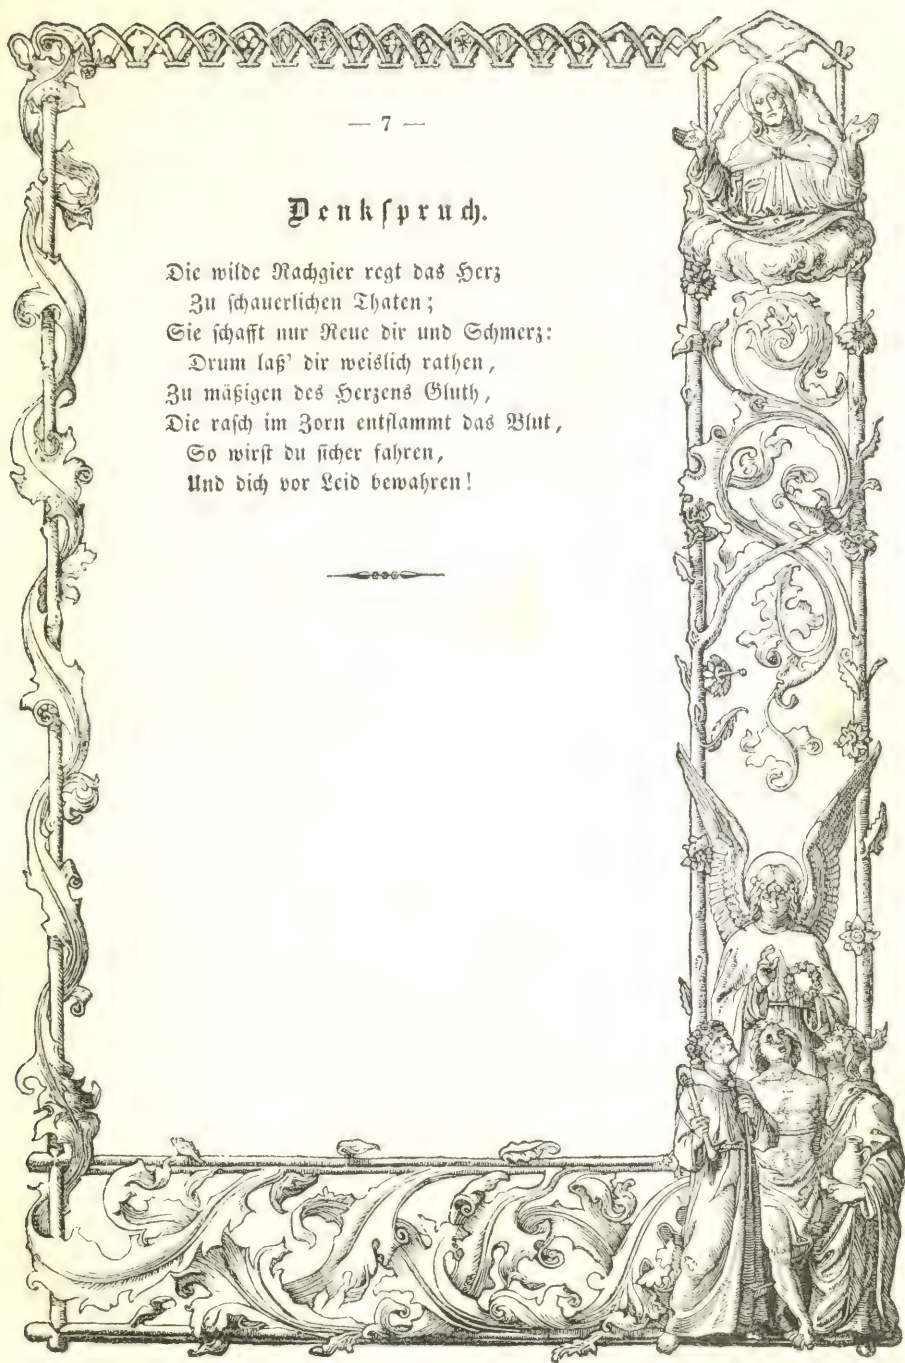 — 7 —
Denkſpruch.
Die wilde Rachgier regt das Herz
Zu ſchauerlichen Thaten;
Sie ſchafft nur Reue dir und Schmerz:
Drum laß' dir weislich rathen,
Zu mäßigen des Herzens Gluth,
Die raſch im Zorn entflammt das Blut,
So wirſt du ſicher fahren,
Und dich vor Leid bewahren!